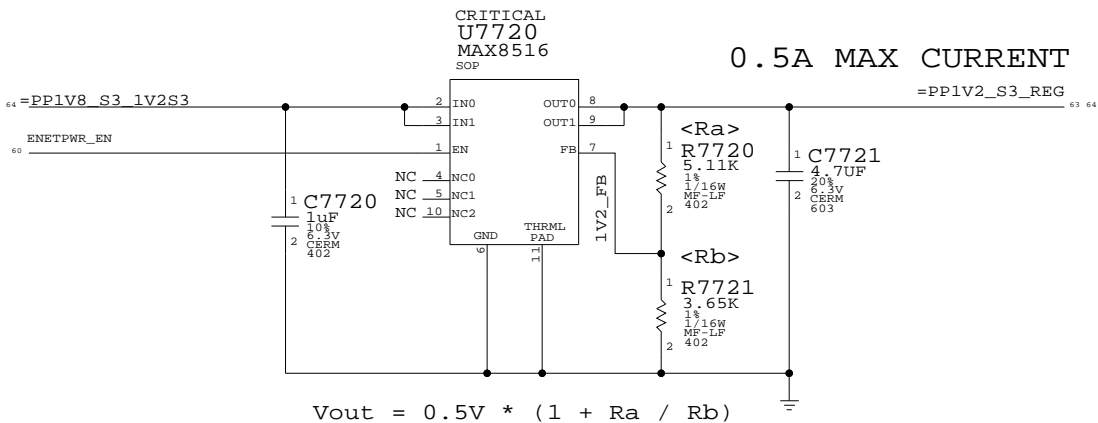 CRITICAL
U7720
MAX8516
SOP
0.5A MAX CURRENT
64 =PP1V8_S3_1V2S3
=PP1V2_S3_REG 63 64
ENETPWR_EN
60
2 IN0
3 IN1
1 EN
NC 4 NC0
NC 5 NC1
NC 10 NC2
OUT0 8
OUT1 9
FB 7
GND
6
THRML
PAD
11
1V2_FB
1 C7720
1uF
10%
6.3V
2 CERM
402
<Ra>
1 R7720
5.11K
1%
1/16W
MF-LF
2 402
1 C7721
4.7UF
20%
2 6.3V
CERM
603
<Rb>
1 R7721
3.65K
1%
1/16W
MF-LF
2 402
Vout = 0.5V * (1 + Ra / Rb)